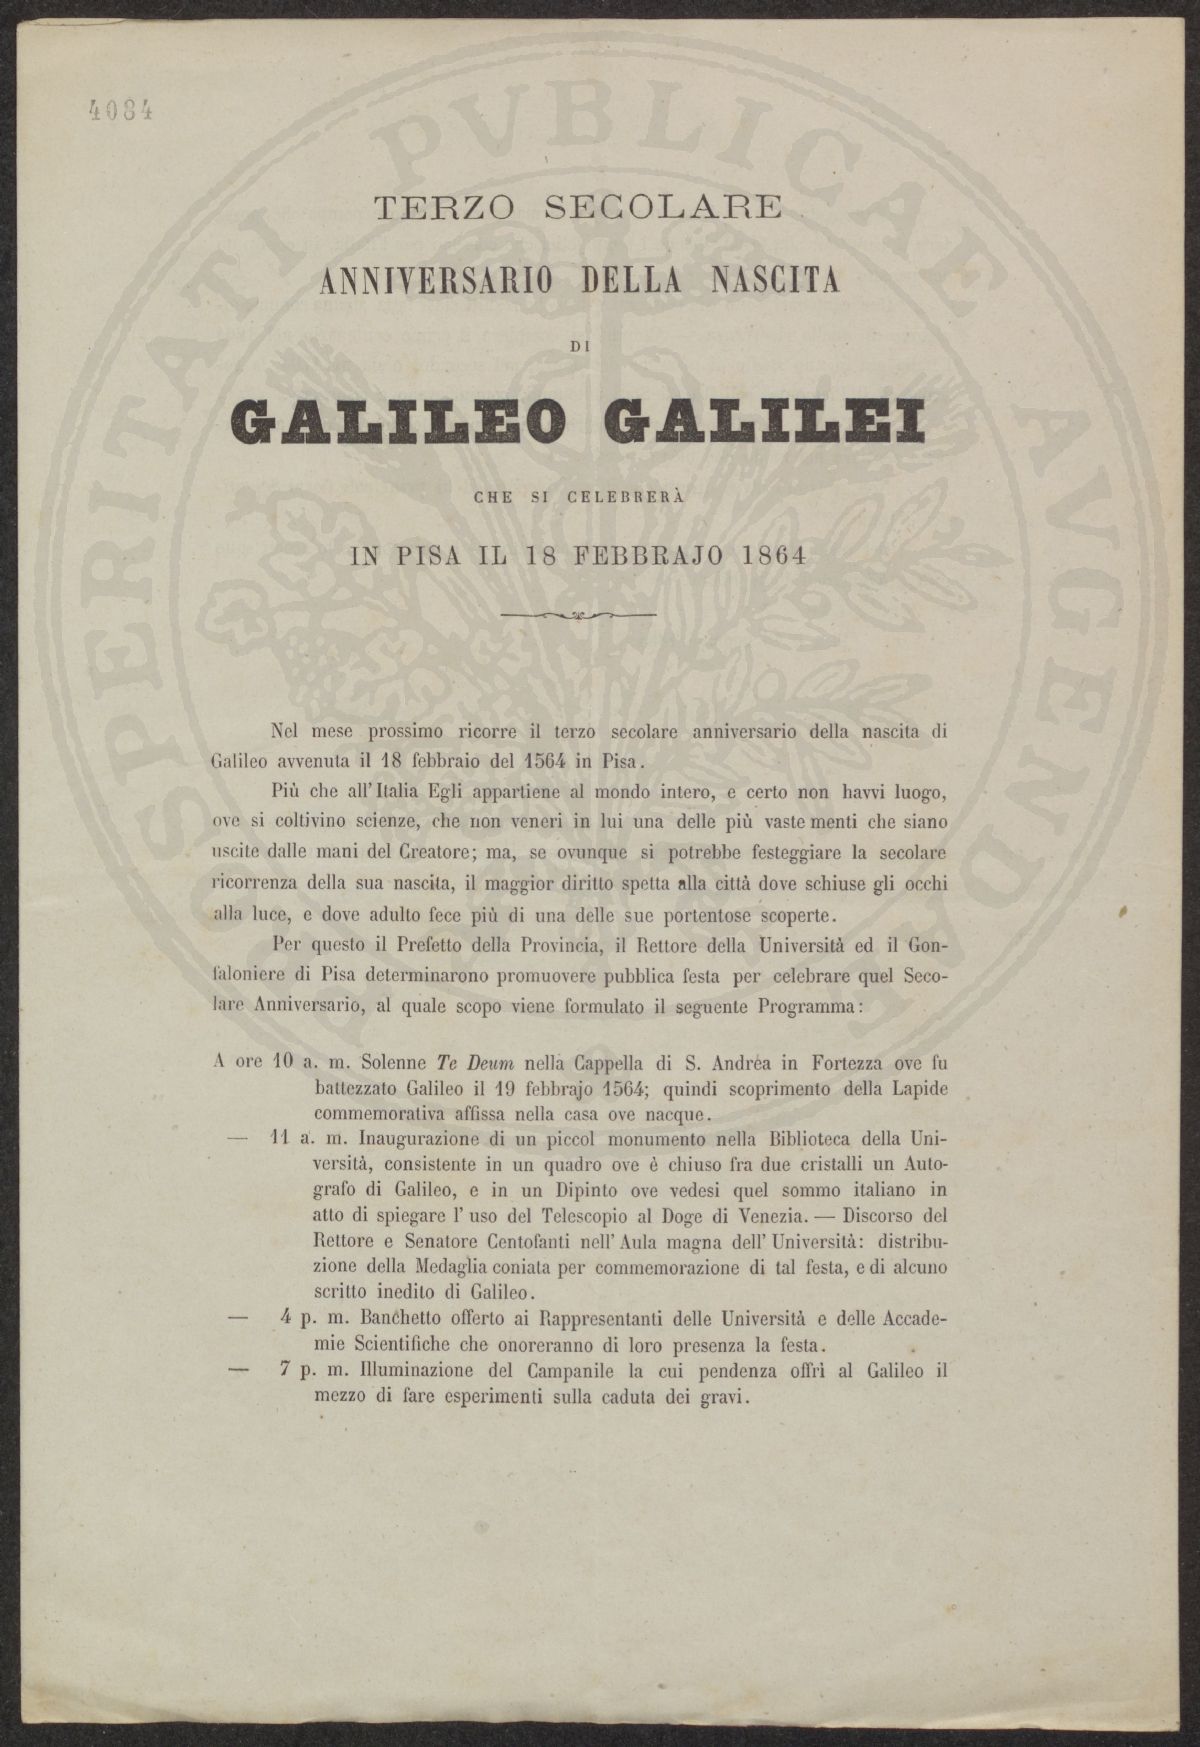 4084
TERZO SECOLARE
ANNIVERSARIO DELLA NASCITA
DI
GALILEO GALILEI
CHE SI CELEBRERÀ
IN PISA IL 18 FEBBRAJO 1864
Nel mese prossimo ricorre il terzo secolare anniversario della nascita di
Galileo avvenuta il 18 febbraio del 1564 in Pisa.
Più che all'Italia Egli appartiene al mondo intero, e certo non havvi luogo,
ove si coltivino scienze, che non veneri in lui una delle più vaste menti che siano
uscite dalle mani del Creatore; ma, se ovunque si potrebbe festeggiare la secolare
ricorrenza della sua nascita, il maggior diritto spetta alla città dove schiuse gli occhi
alla luce, e dove adulto fece più di una delle sue portentose scoperte.
Per questo il Prefetto della Provincia, il Rettore della Università ed il Gon-
faloniere di Pisa determinarono promuovere pubblica festa per celebrare quel Seco-
lare Anniversario, al quale scopo viene formulato il seguente Programma:
A ore 10 a. m. Solenne Te Deum nella Cappella di S. Andrea in Fortezza ove fu
battezzato Galileo il 19 febbrajo 1564; quindi scoprimento della Lapide
commemorativa affissa nella casa ove nacque.
— 11 a. m. Inaugurazione di un piccol monumento nella Biblioteca della Uni-
versità, consistente in un quadro ove è chiuso fra due cristalli un Auto-
grafo di Galileo, e in un Dipinto ove vedesi quel sommo italiano in
atto di spiegare l'uso del Telescopio al Doge di Venezia. — Discorso del
Rettore e Senatore Centofanti nell'Aula magna dell'Università: distribu-
zione della Medaglia coniata per commemorazione di tal festa, e di alcuno
scritto inedito di Galileo.
— 4 p. m. Banchetto offerto ai Rappresentanti delle Università e delle Accade-
mie Scientifiche che onoreranno di loro presenza la festa.
— 7 p. m. Illuminazione del Campanile la cui pendenza offrì al Galileo il
mezzo di fare esperimenti sulla caduta dei gravi.
PROSPERITATI PVBLICAE AVGENDAE